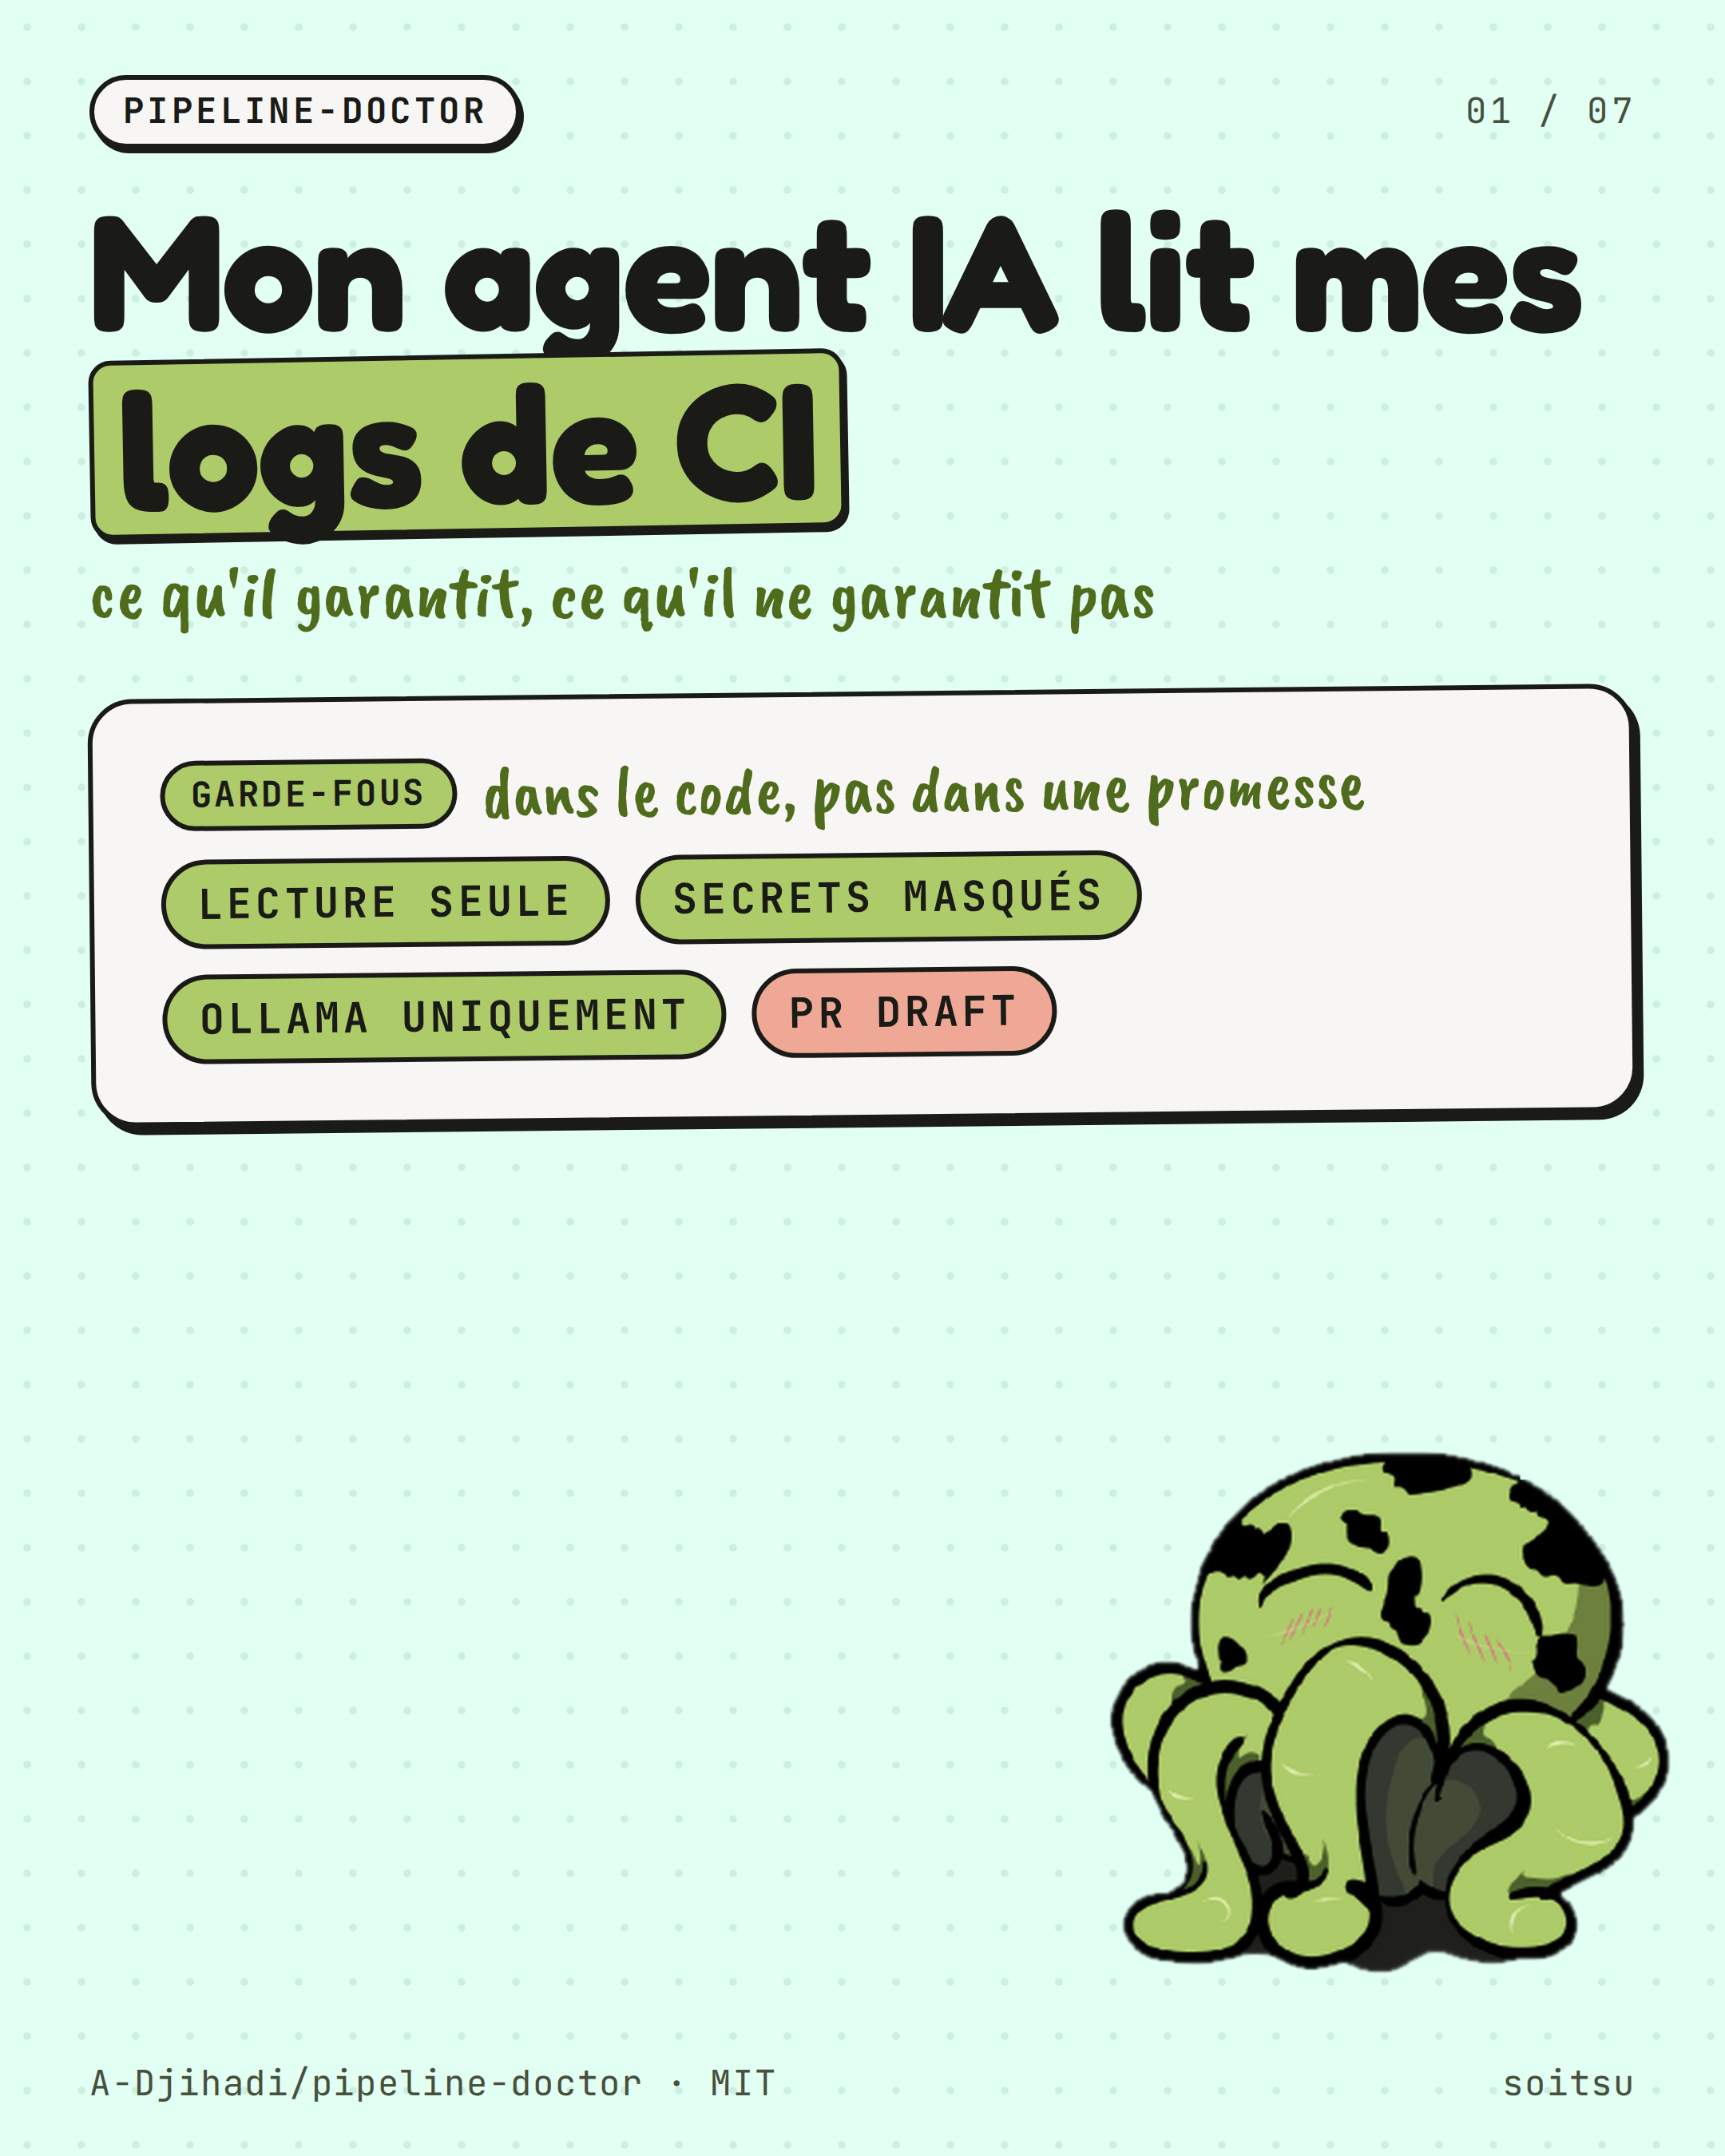 PIPELINE-DOCTOR
01 / 07
Mon agent IA lit mes
logs de CI
ce qu'il garantit, ce qu'il ne garantit pas
GARDE-FOUS dans le code, pas dans une promesse
LECTURE SEULE SECRETS MASQUÉS
OLLAMA UNIQUEMENT PR DRAFT
A-Djihadi/pipeline-doctor · MIT
soitsu